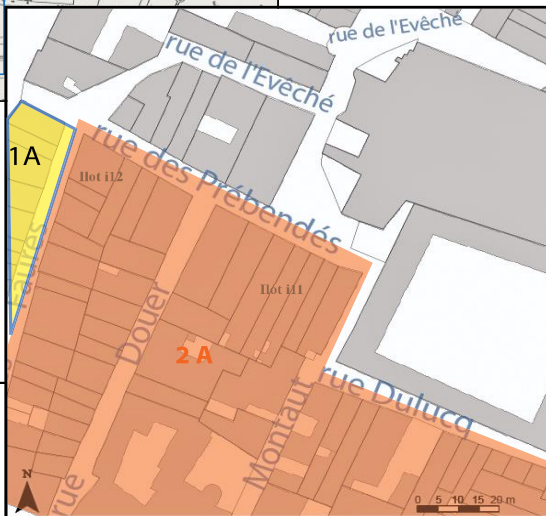 rue de l'Evêché
rue de l'Evêché
rue des Prébendés
1A
Ilot i12
Faures
Ilot i11
rue Douer
2 A
rue Dulucq
Montaut
N
0 5 10 15 20 m